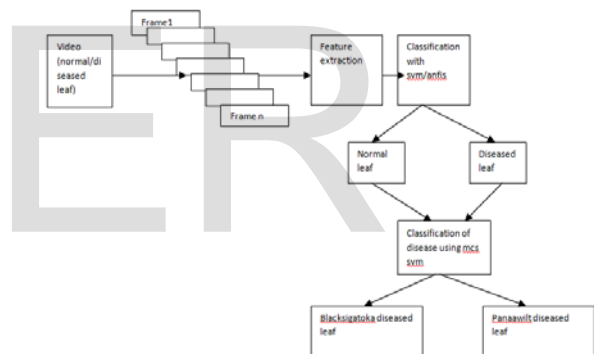 Frame1
Video
(normal/di
seased
leaf)
Frame n
Feature
extraction
Classification
with
svm/anfis
Normal
leaf
Diseased
leaf
Classification of
disease using mcs
svm
Blacksigatoka diseased
leaf
Panaawilt diseased
leaf
ER